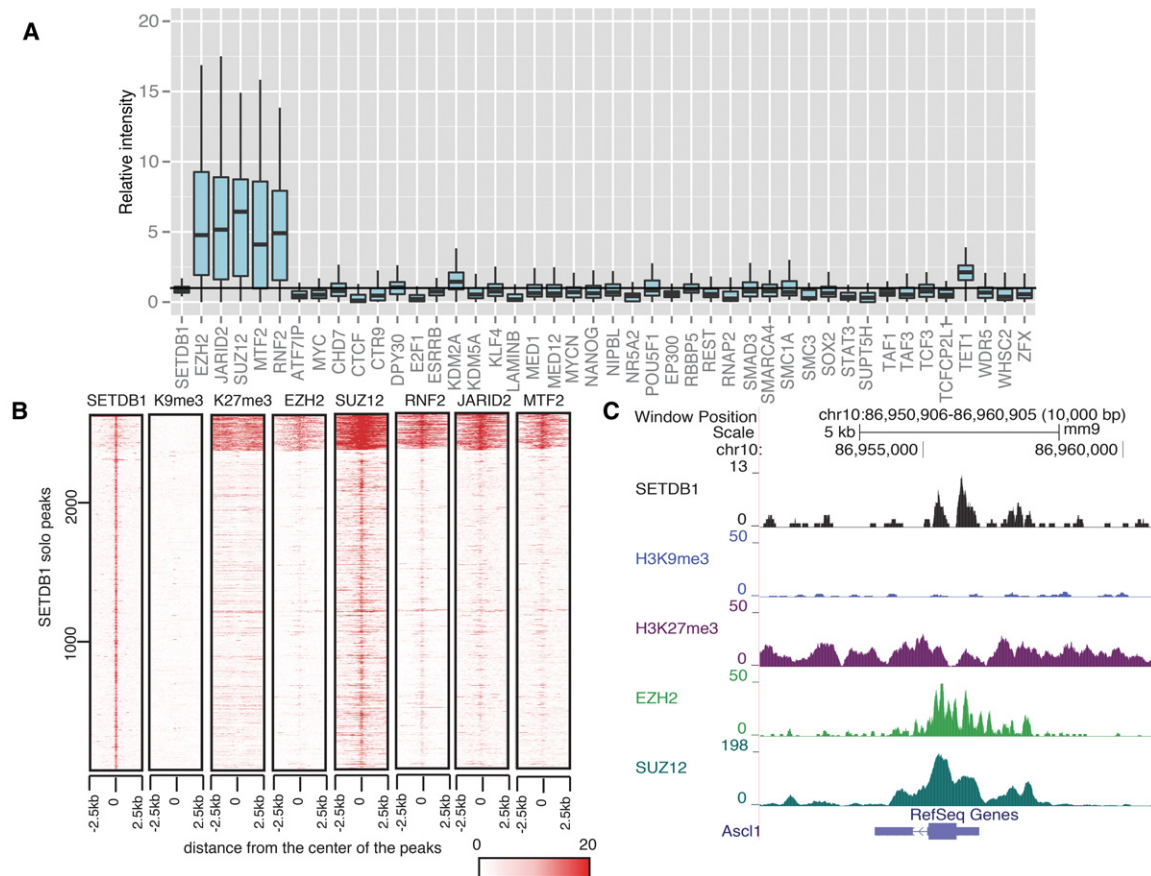 A
Relative intensity
20
15
10
5
0
SETDB1
EZH2
JARID2
SUZ12
MTF2
RNF2
ATF7IP
MYC
CHD7
CTCF
CTR9
DPY30
E2F1
ESRRB
KDM2A
KDM5A
KLF4
LAMINB
MED1
MED12
MYCN
NANOG
NIPBL
NR5A2
POU5F1
EP300
RBBP5
REST
RNAP2
SMAD3
SMARCA4
SMC1A
SMC3
SOX2
STAT3
SUPT5H
TAF1
TAF3
TCF3
TCFCP2L1
TET1
WDR5
WHSC2
ZFX
B
SETDB1 K9me3 K27me3 EZH2 SUZ12 RNF2 JARID2 MTF2
SETDB1 solo peaks
2000
1000
-2.5kb 0 2.5kb -2.5kb 0 2.5kb -2.5kb 0 2.5kb -2.5kb 0 2.5kb -2.5kb 0 2.5kb -2.5kb 0 2.5kb -2.5kb 0 2.5kb -2.5kb 0 2.5kb
distance from the center of the peaks
0 20
C
Window Position chr10:86,950,906-86,960,905 (10,000 bp)
Scale 5 kb mm9
chr10: 86,955,000 86,960,000
13
SETDB1
0
50
H3K9me3
0
50
H3K27me3
0
50
EZH2
0
198
SUZ12
0
RefSeq Genes
Ascl1